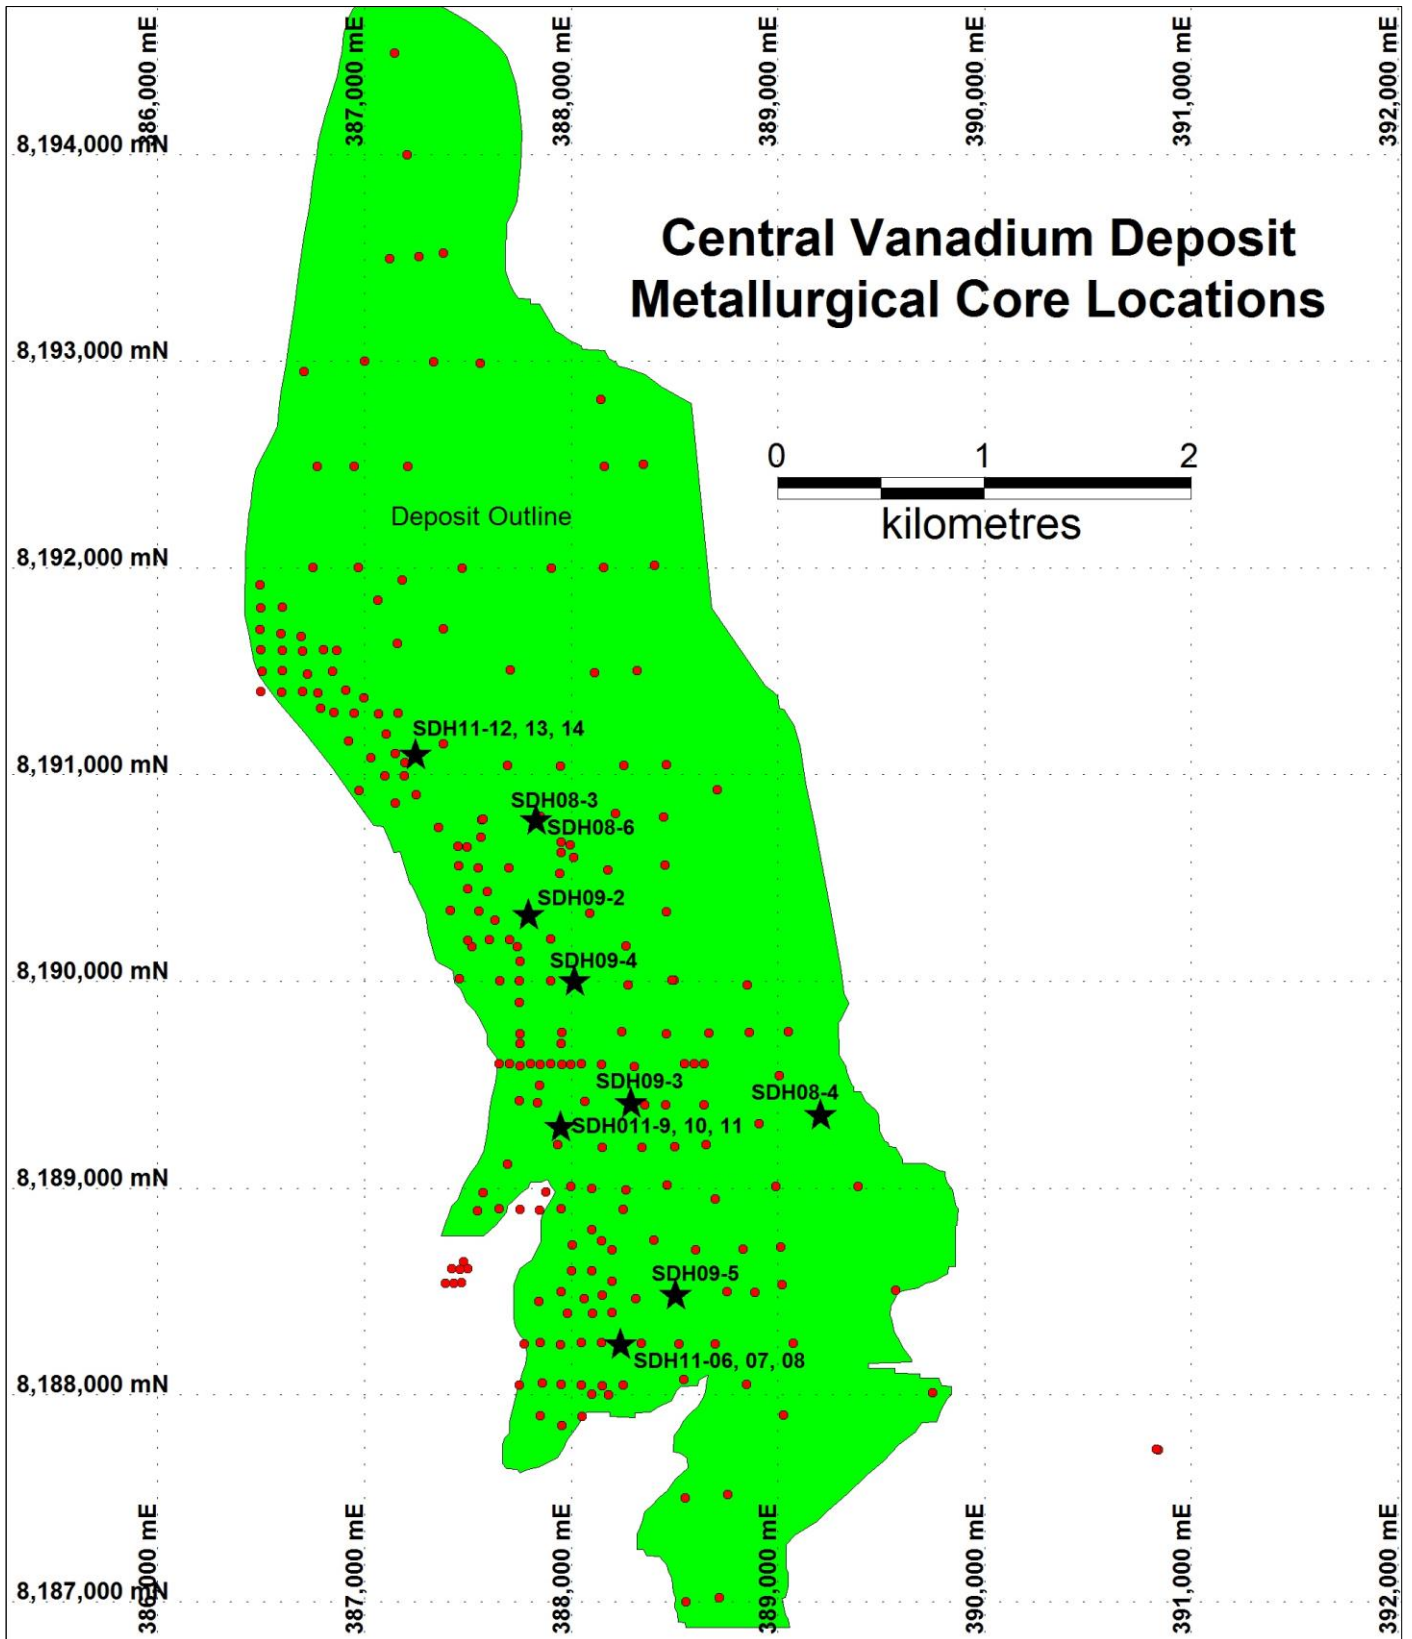 386,000 mE
387,000 mE
388,000 mE
389,000 mE
390,000 mE
391,000 mE
392,000 mE
8,194,000 mN
Central Vanadium Deposit
Metallurgical Core Locations
8,193,000 mN
0 1 2
kilometres
Deposit Outline
8,192,000 mN
SDH11-12, 13, 14
8,191,000 mN
SDH08-3
SDH08-6
SDH09-2
SDH09-4
8,190,000 mN
SDH09-3
SDH08-4
SDH011-9, 10, 11
8,189,000 mN
SDH09-5
SDH11-06, 07, 08
8,188,000 mN
8,187,000 mN
386,000 mE
387,000 mE
388,000 mE
389,000 mE
390,000 mE
391,000 mE
392,000 mE